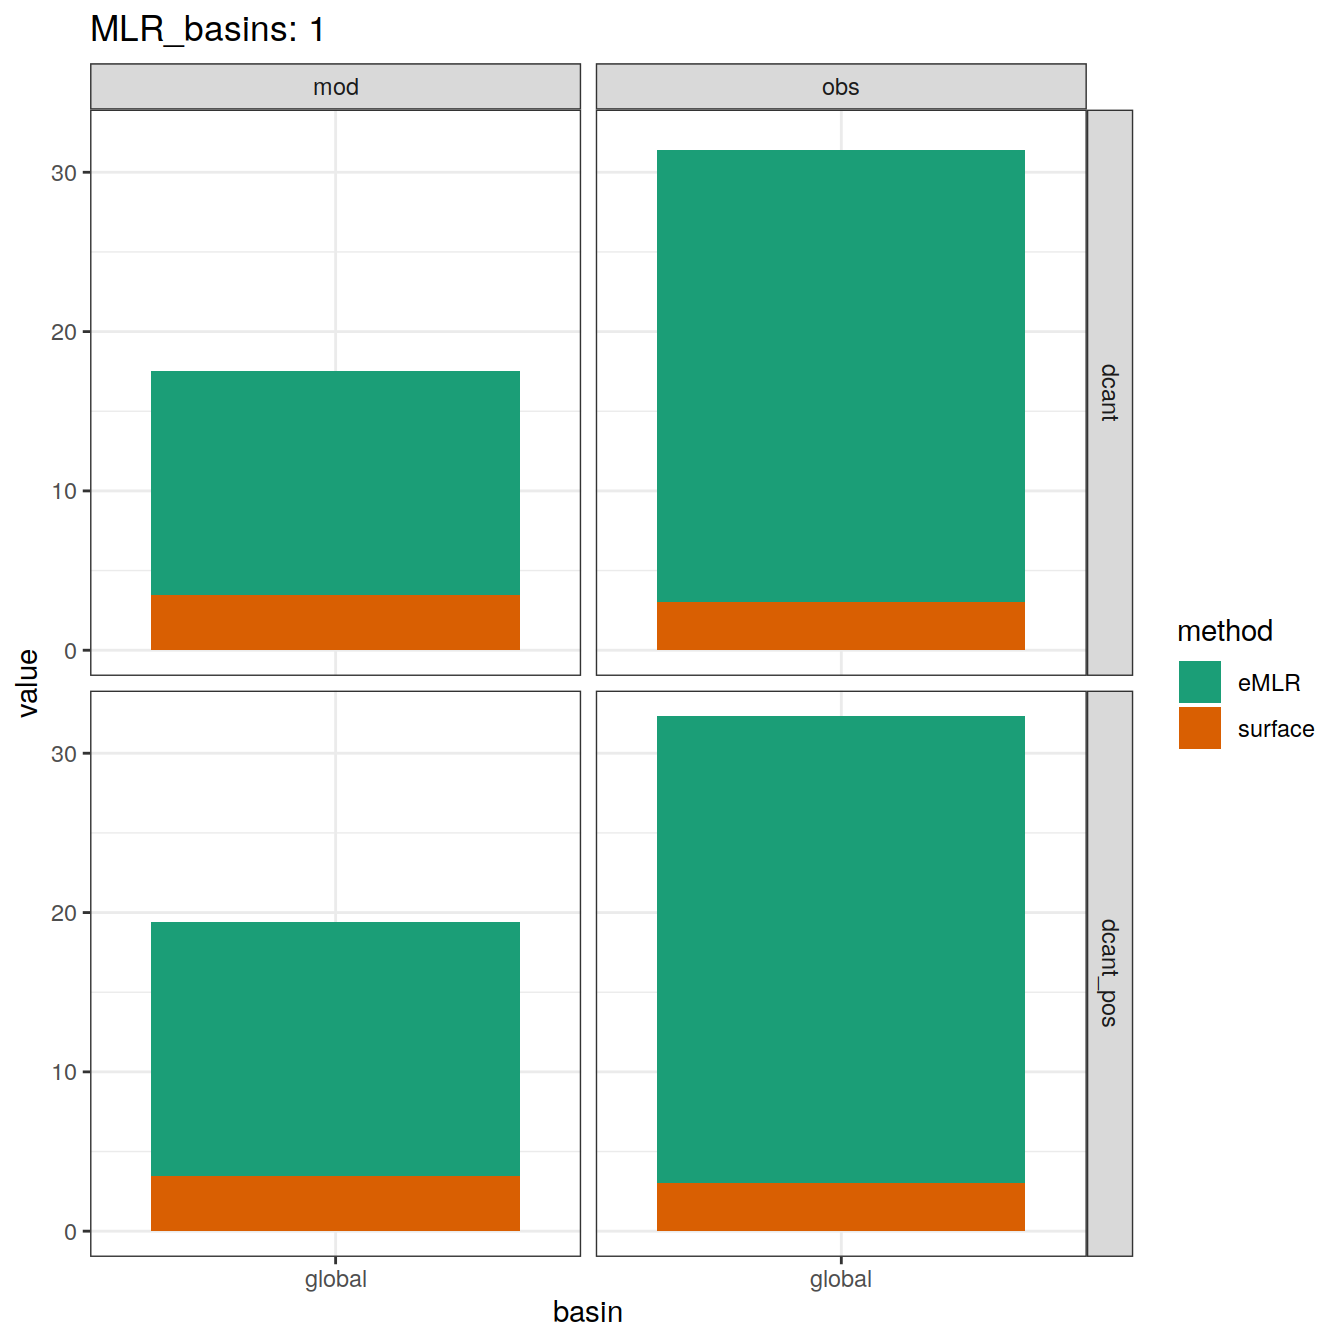 MLR_basins: 1
mod
obs
30
20
10
0
dcant
30
20
10
0
dcant_pos
value
global
global
basin
method
eMLR
surface